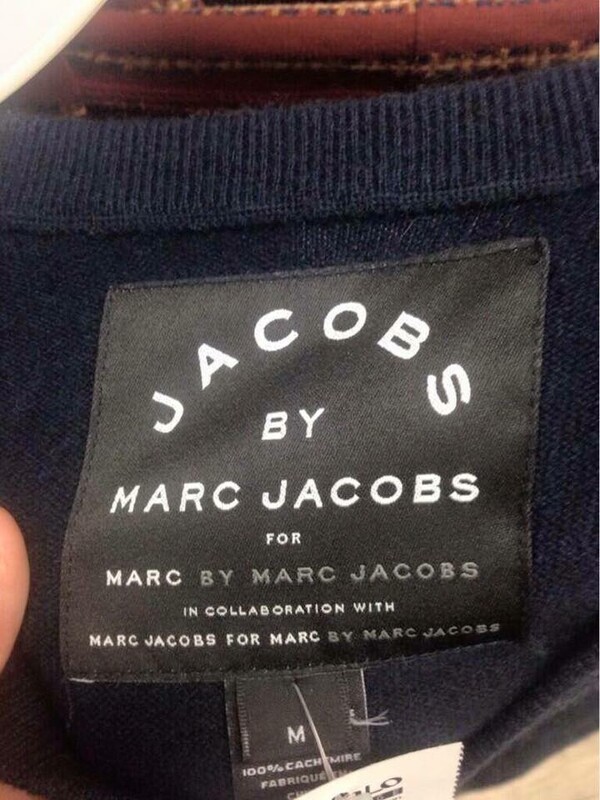 JACOBS
BY
MARC JACOBS
FOR
MARC BY MARC JACOBS
IN COLLABORATION WITH
MARC JACOBS FOR MARC BY MARC JACOBS
M
100% CACHEMIRE
FABRIQUÉ